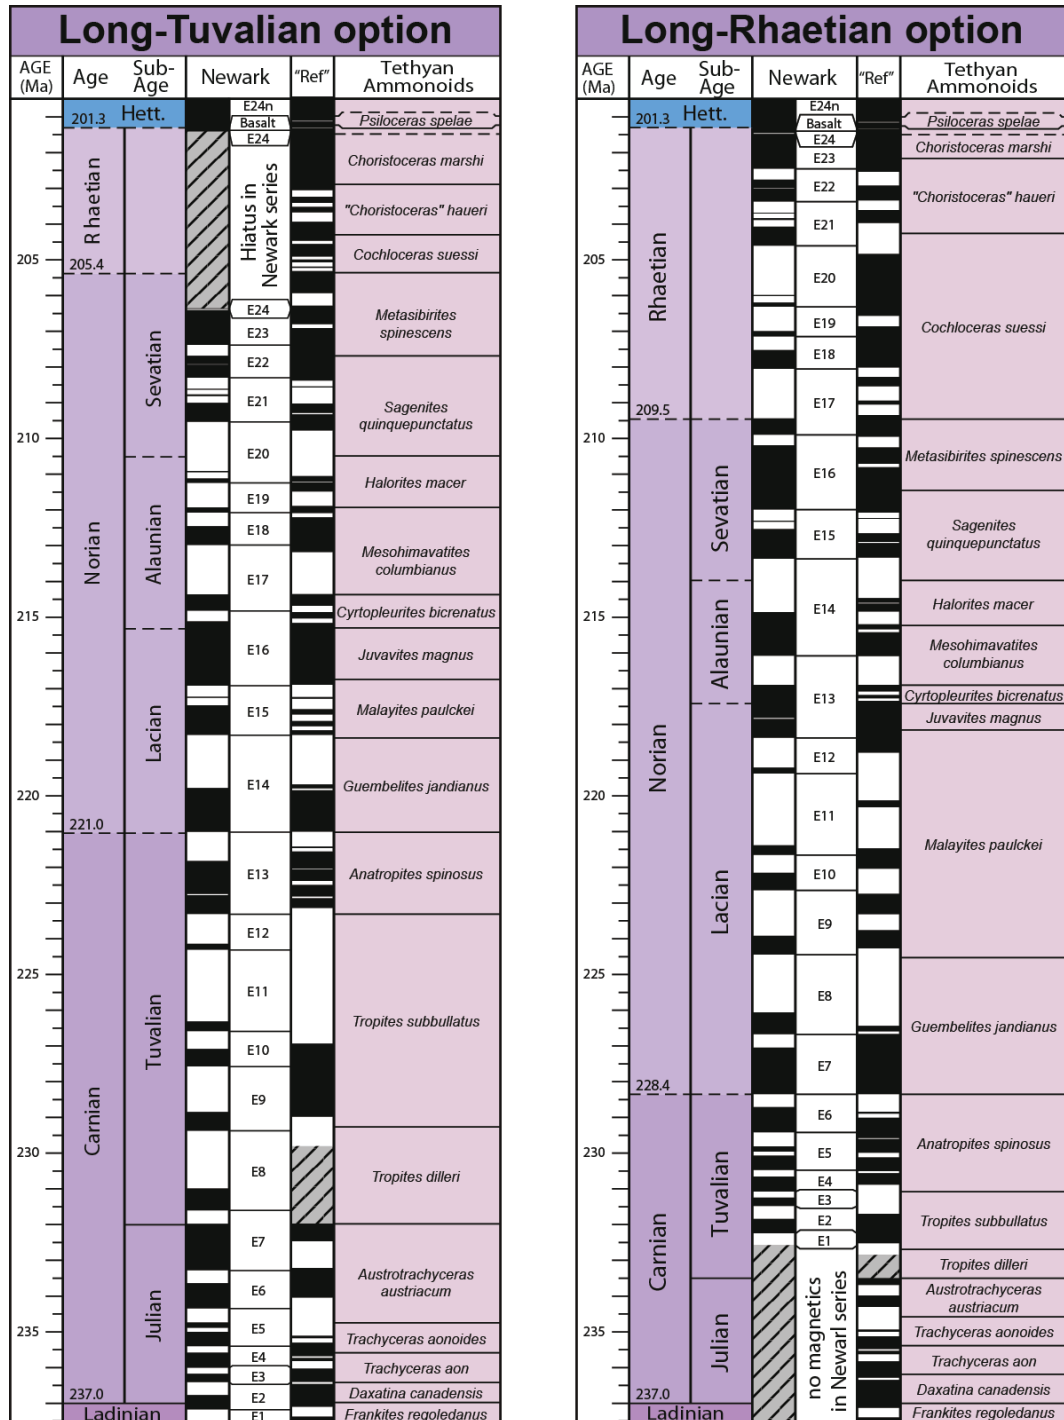 Long-Tuvalian option
AGE
(Ma)
Age
Sub-
Age
Newark
"Ref"
Tethyan
Ammonoids
201.3
Hett.
Rhaetian
205.4
205
Norian
Sevatian
210
Alaunian
215
Lacian
220
221.0
Carnian
Tuvalian
225
230
Julian
235
237.0
Ladinian
E24n
Basalt
E24
Hiatus in
Newark series
E24
E23
E22
E21
E20
E19
E18
E17
E16
E15
E14
E13
E12
E11
E10
E9
E8
E7
E6
E5
E4
E3
E2
E1
Psiloceras spelae
Choristoceras marshi
"Choristoceras" haueri
Cochloceras suessi
Metasibirites
spinescens
Sagenites
quinquepunctatus
Halorites macer
Mesohimavatites
columbianus
Cyrtopleurites bicrenatus
Juvavites magnus
Malayites paulckei
Guembelites jandianus
Anatropites spinosus
Tropites subbullatus
Tropites dilleri
Austrotrachyceras
austriacum
Trachyceras aonoides
Trachyceras aon
Daxatina canadensis
Frankites regoledanus
Long-Rhaetian option
AGE
(Ma)
Age
Sub-
Age
Newark
"Ref"
Tethyan
Ammonoids
201.3
Hett.
Rhaetian
205
209.5
210
Norian
Sevatian
215
Alaunian
220
Lacian
225
228.4
230
Carnian
Tuvalian
235
Julian
237.0
Ladinian
E24n
Basalt
E24
E23
E22
E21
E20
E19
E18
E17
E16
E15
E14
E13
E12
E11
E10
E9
E8
E7
E6
E5
E4
E3
E2
E1
no magnetics
in Newarl series
Psiloceras spelae
Choristoceras marshi
"Choristoceras" haueri
Cochloceras suessi
Metasibirites spinescens
Sagenites
quinquepunctatus
Halorites macer
Mesohimavatites
columbianus
Cyrtopleurites bicrenatus
Juvavites magnus
Malayites paulckei
Guembelites jandianus
Anatropites spinosus
Tropites subbullatus
Tropites dilleri
Austrotrachyceras
austriacum
Trachyceras aonoides
Trachyceras aon
Daxatina canadensis
Frankites regoledanus